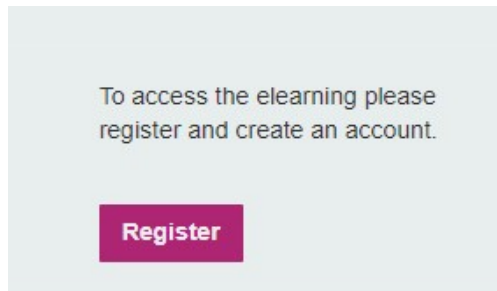 To access the elearning please
register and create an account.
Register